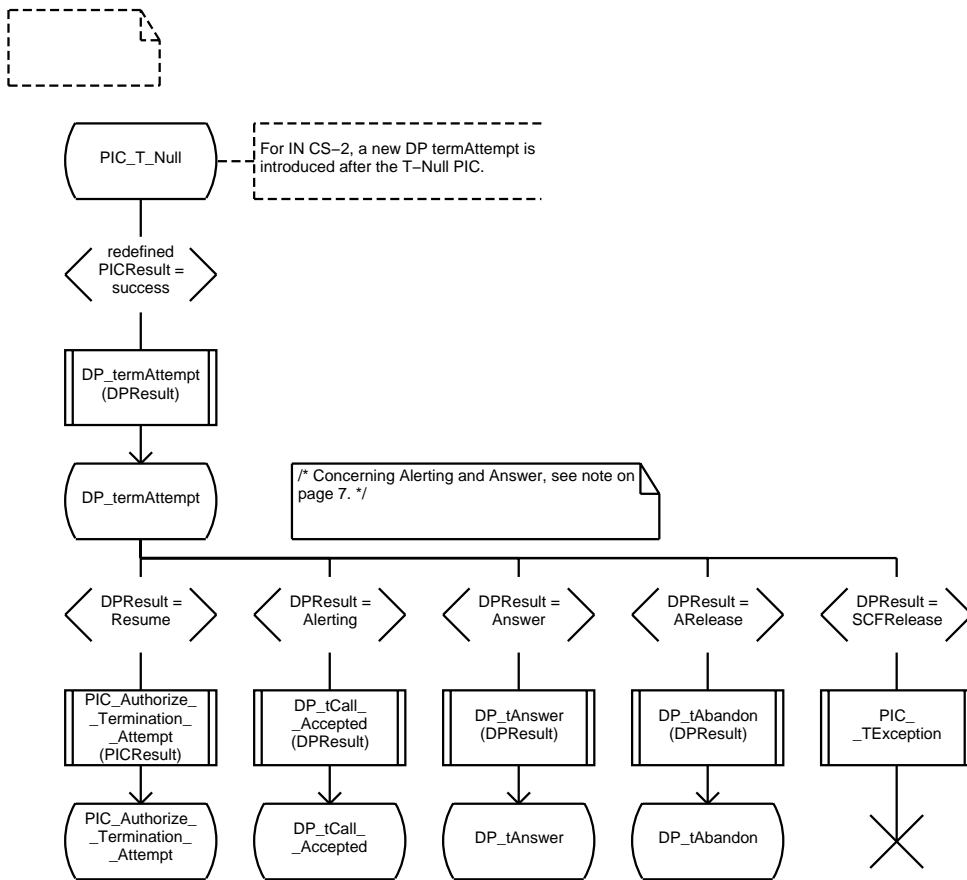 PIC_T_Null
For IN CS−2, a new DP termAttempt is
introduced after the T−Null PIC.
redefined
PICResult =
success
DP_termAttempt
(DPResult)
DP_termAttempt
/* Concerning Alerting and Answer, see note on
page 7. */
DPResult =
Resume
DPResult =
Alerting
DPResult =
Answer
DPResult =
ARelease
DPResult =
SCFRelease
PIC_Authorize_
_Termination_
_Attempt
(PICResult)
DP_tCall_
_Accepted
(DPResult)
DP_tAnswer
(DPResult)
DP_tAbandon
(DPResult)
PIC_
_TException
PIC_Authorize_
_Termination_
_Attempt
DP_tCall_
_Accepted
DP_tAnswer
DP_tAbandon